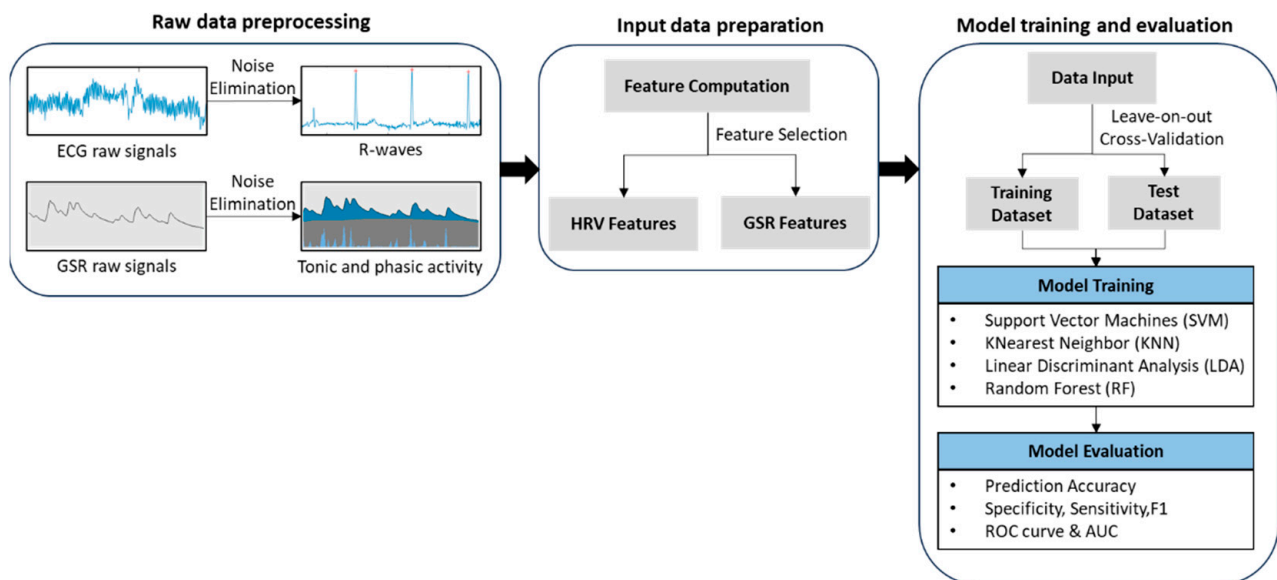 Raw data preprocessing
Noise
Elimination
ECG raw signals
R-waves
Noise
Elimination
GSR raw signals
Tonic and phasic activity
Input data preparation
Feature Computation
Feature Selection
HRV Features
GSR Features
Model training and evaluation
Data Input
Leave-on-out
Cross-Validation
Training
Dataset
Test
Dataset
Model Training
• Support Vector Machines (SVM)
• KNearest Neighbor (KNN)
• Linear Discriminant Analysis (LDA)
• Random Forest (RF)
Model Evaluation
• Prediction Accuracy
• Specificity, Sensitivity,F1
• ROC curve & AUC